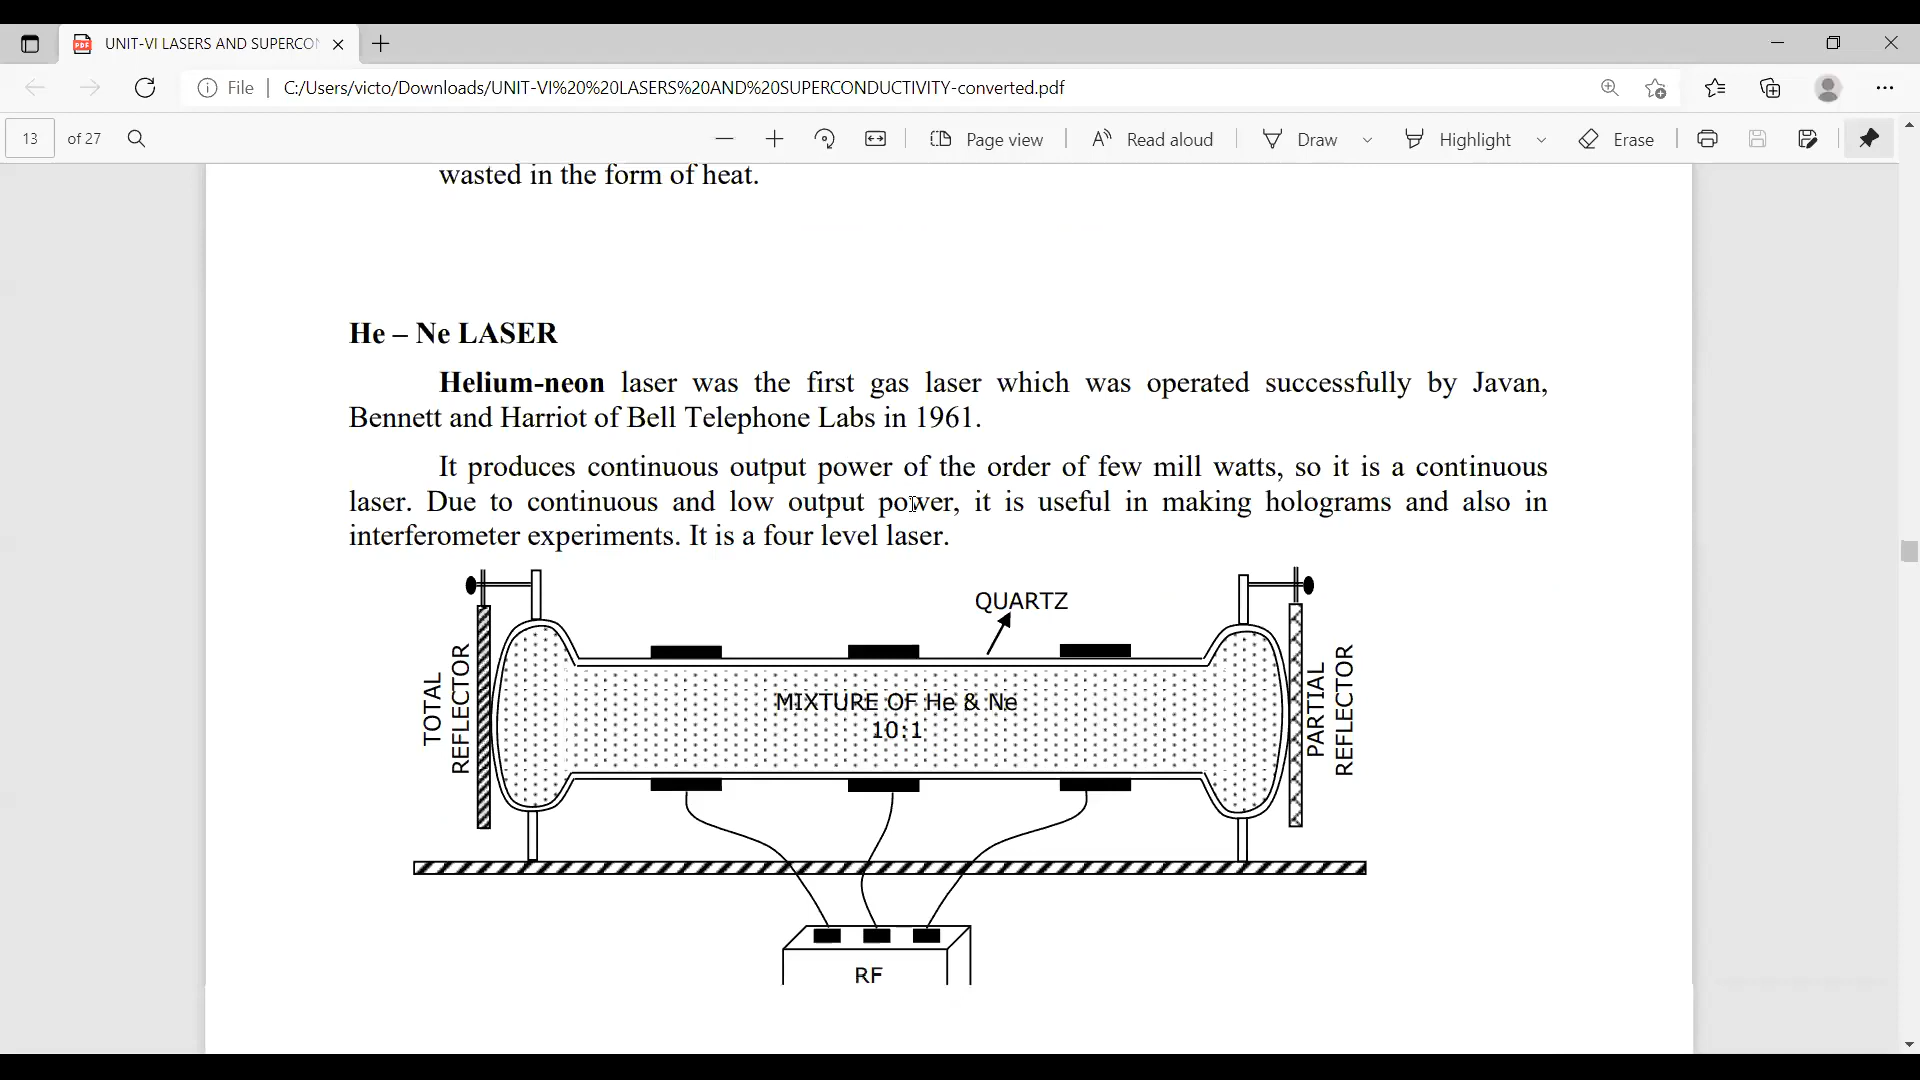 UNIT-VI LASERS AND SUPERCON
File
C:/Users/victo/Downloads/UNIT-VI%20%20LASERS%20AND%20SUPERCONDUCTIVITY-converted.pdf
13 of 27
Page view
Read aloud
Draw
Highlight
Erase
wasted in the form of heat.
He – Ne LASER
Helium-neon laser was the first gas laser which was operated successfully by Javan,
Bennett and Harriot of Bell Telephone Labs in 1961.
It produces continuous output power of the order of few mill watts, so it is a continuous
laser. Due to continuous and low output power, it is useful in making holograms and also in
interferometer experiments. It is a four level laser.
QUARTZ
TOTAL
REFLECTOR
MIXTURE OF He & Ne
10:1
PARTIAL
REFLECTOR
RF